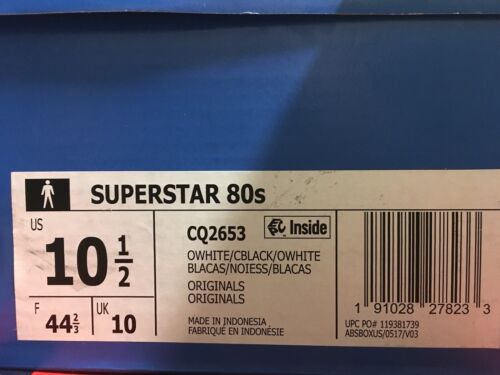 SUPERSTAR 80s
US
10 1/2
F
44 2/3
UK
10
CQ2653
Inside
OWHITE/CBLACK/OWHITE
BLACAS/NOIESS/BLACAS
ORIGINALS
ORIGINALS
MADE IN INDONESIA
FABRIQUÉ EN INDONÉSIE
1 91028 27823 3
UPC PO# 119381739
ABSBOXUS/0517/V03